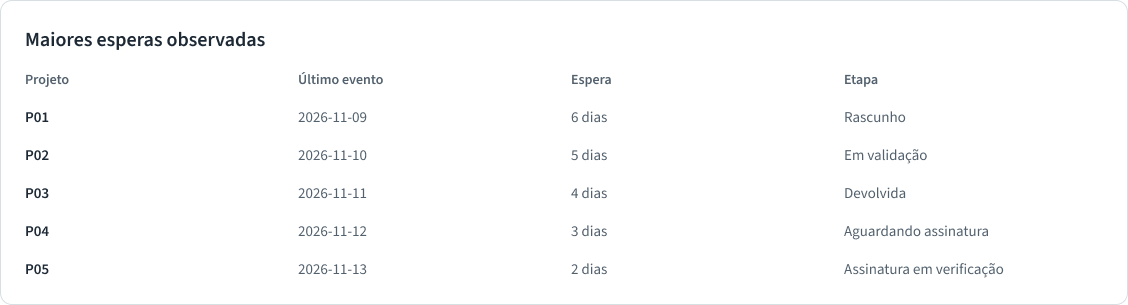 Maiores esperas observadas
Projeto Último evento Espera Etapa
P01 2026-11-09 6 dias Rascunho
P02 2026-11-10 5 dias Em validação
P03 2026-11-11 4 dias Devolvida
P04 2026-11-12 3 dias Aguardando assinatura
P05 2026-11-13 2 dias Assinatura em verificação